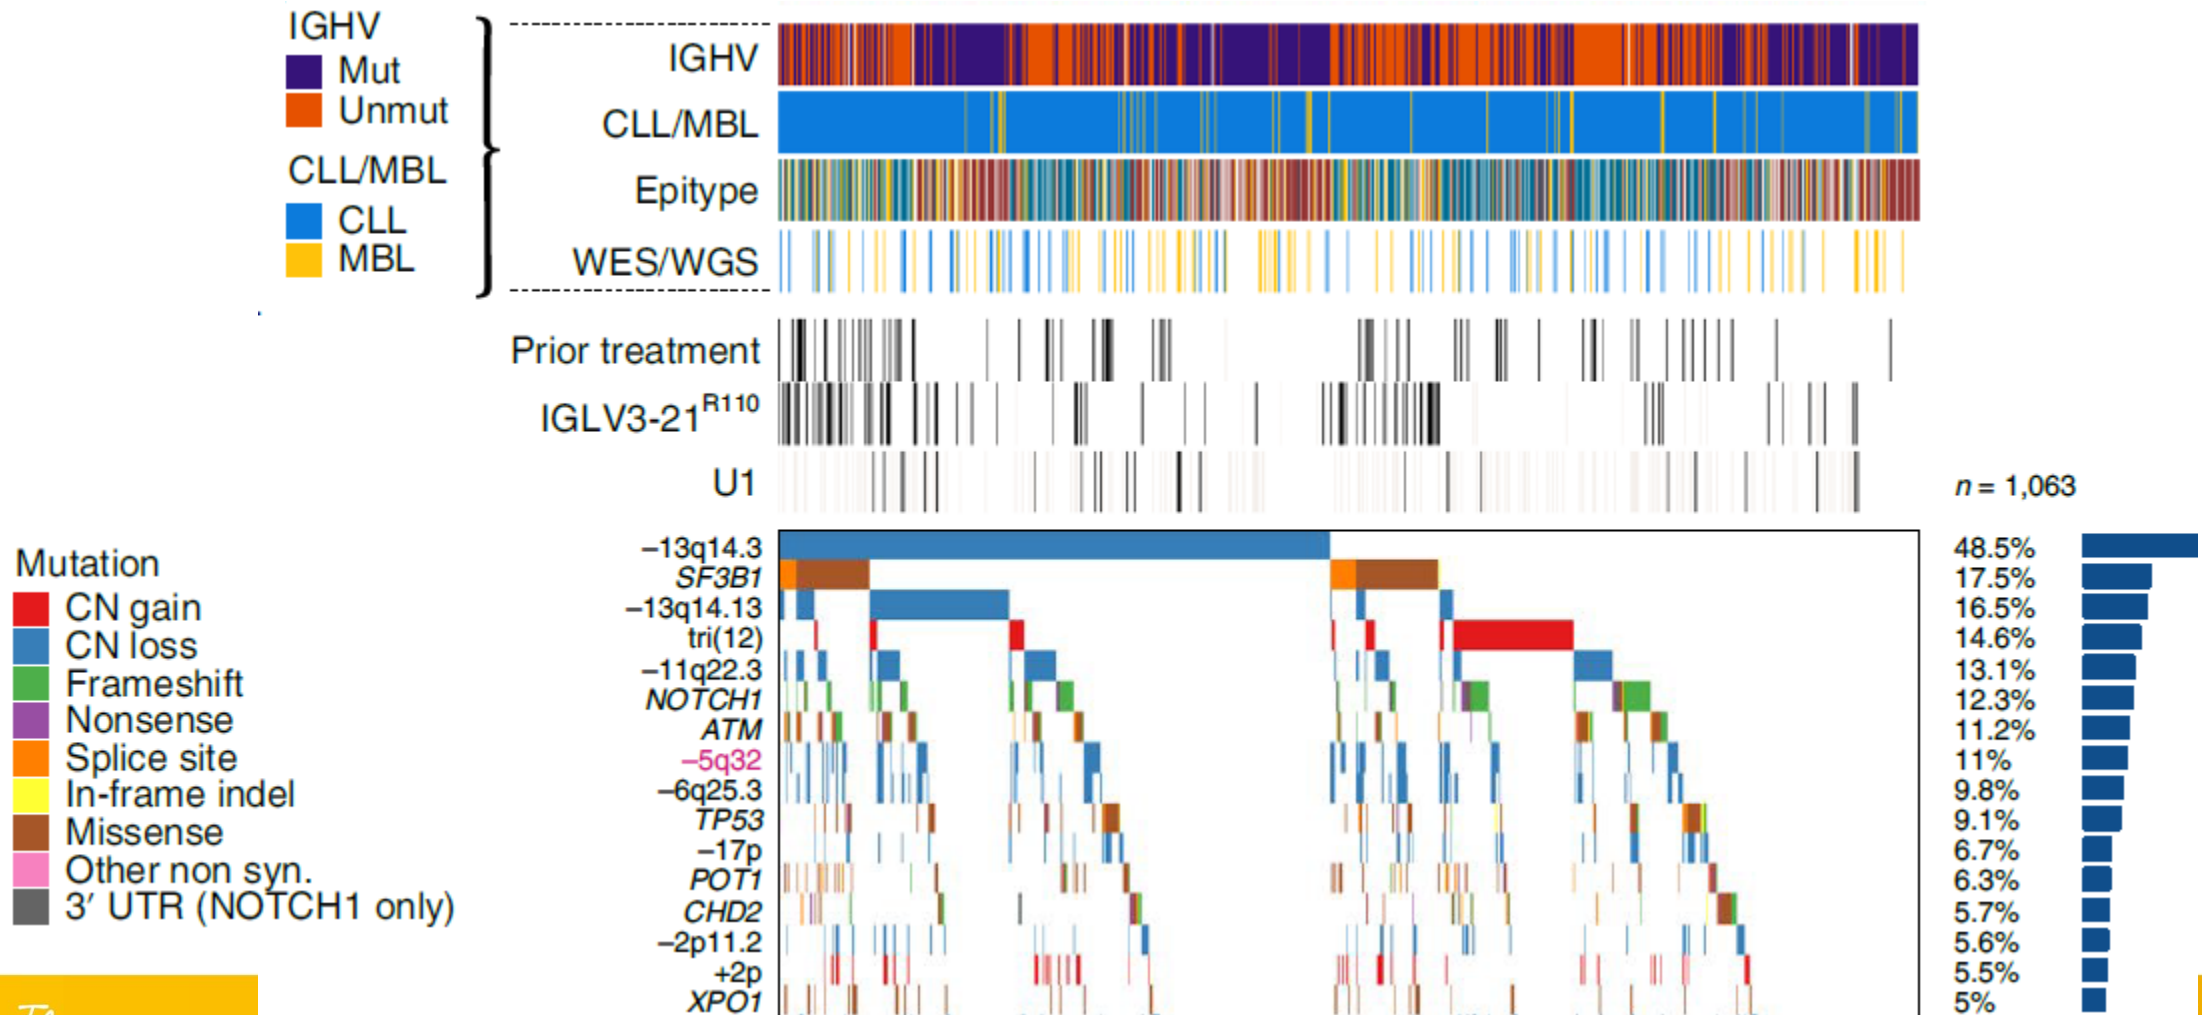 IGHV
Mut
Unmut
CLL/MBL
CLL
MBL
IGHV
CLL/MBL
Epitype
WES/WGS
Prior treatment
IGLV3-21R110
U1
n = 1,063
Mutation
CN gain
CN loss
Frameshift
Nonsense
Splice site
In-frame indel
Missense
Other non syn.
3′ UTR (NOTCH1 only)
–13q14.3 48.5%
SF3B1 17.5%
–13q14.13 16.5%
tri(12) 14.6%
–11q22.3 13.1%
NOTCH1 12.3%
ATM 11.2%
–5q32 11%
–6q25.3 9.8%
TP53 9.1%
–17p 6.7%
POT1 6.3%
CHD2 5.7%
–2p11.2 5.6%
+2p 5.5%
XPO1 5%